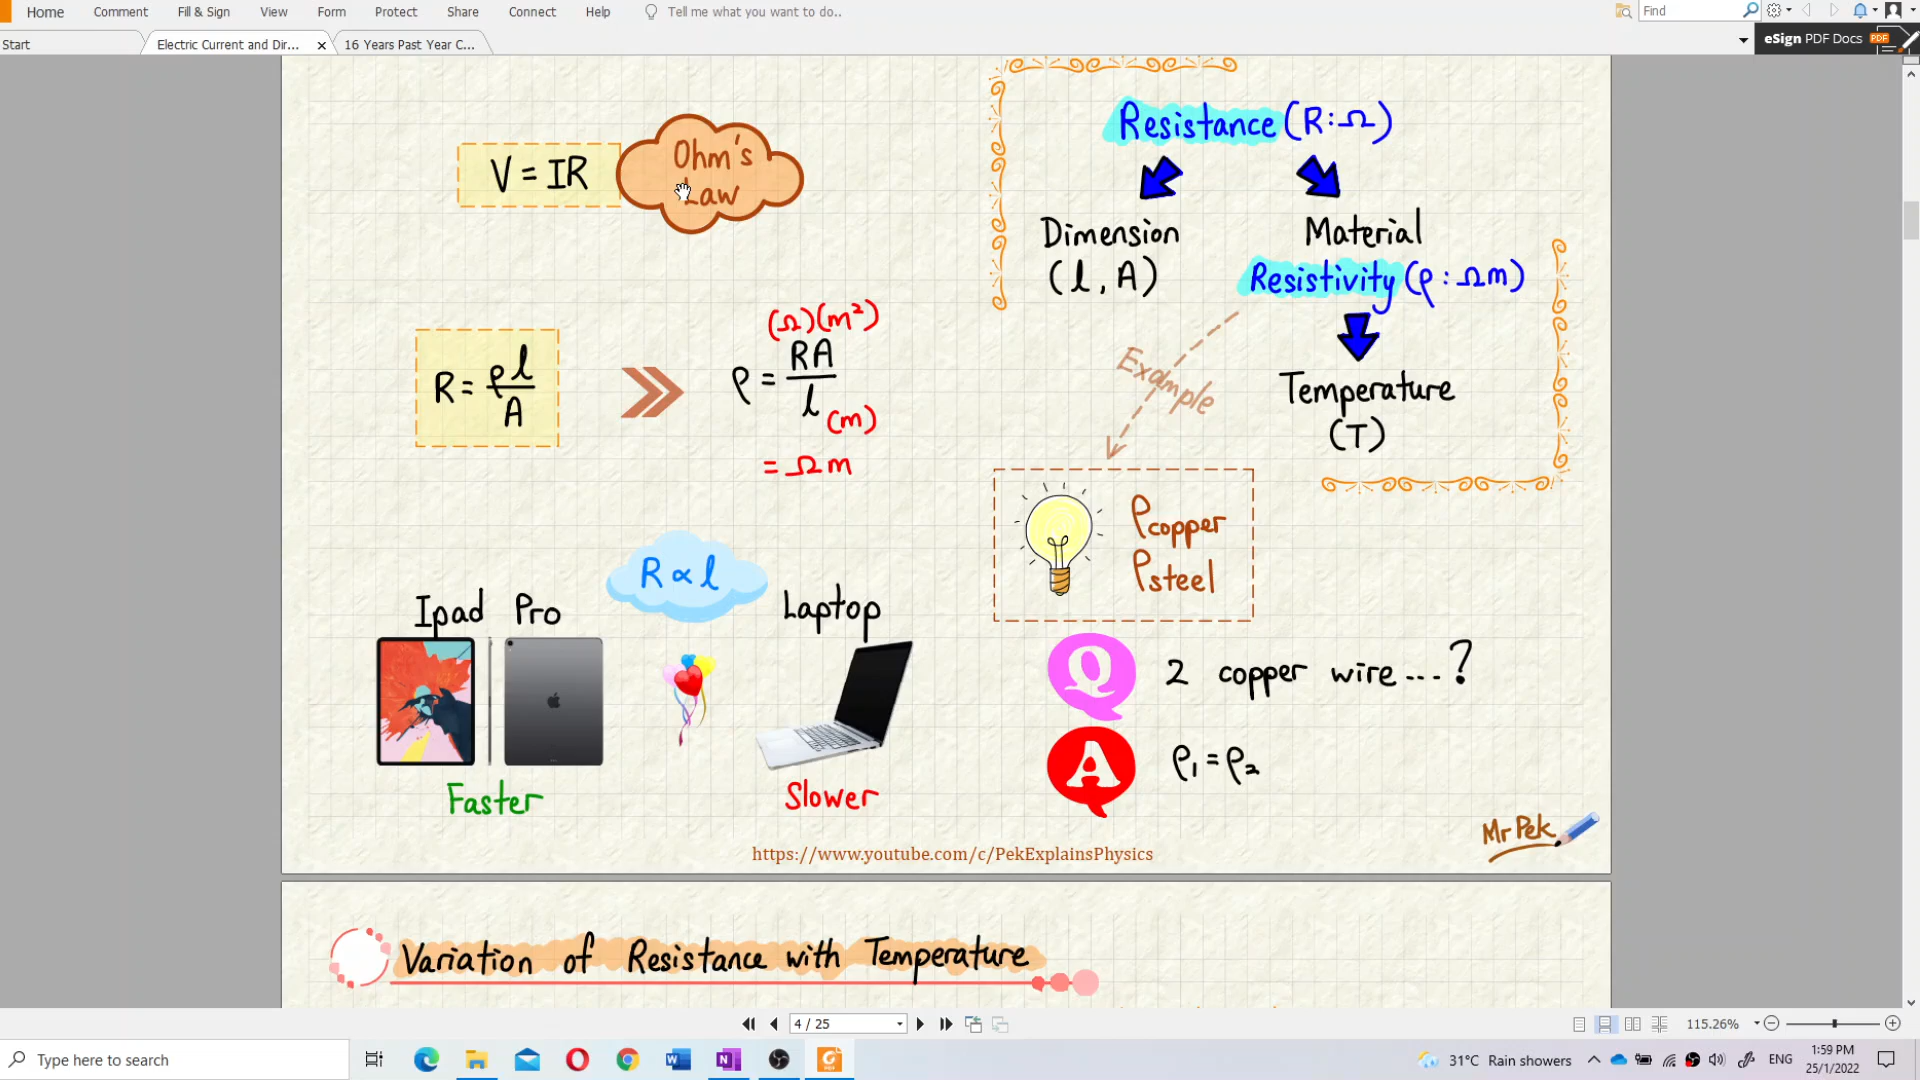 Home Comment Fill & Sign View Form Protect Share Connect Help Tell me what you want to do.. Find
Start Electric Current and Dir... 16 Years Past Year C... eSign PDF Docs PDF
V = IR
Ohm's
Law
R = ρl/A
(Ω)(m²)
ρ = RA/l
(m)
= Ωm
R ∝ l
Ipad Pro
Laptop
Faster
Slower
Resistance (R:Ω)
Dimension
(l, A)
Material
Resistivity (ρ : Ωm)
Temperature
(T)
Example
ρcopper
ρsteel
Q 2 copper wire...?
A ρ₁ = ρ₂
Mr Pek
https://www.youtube.com/c/PekExplainsPhysics
Variation of Resistance with Temperature
4 / 25 115.26%
Type here to search 31°C Rain showers ENG 1:59 PM
25/1/2022